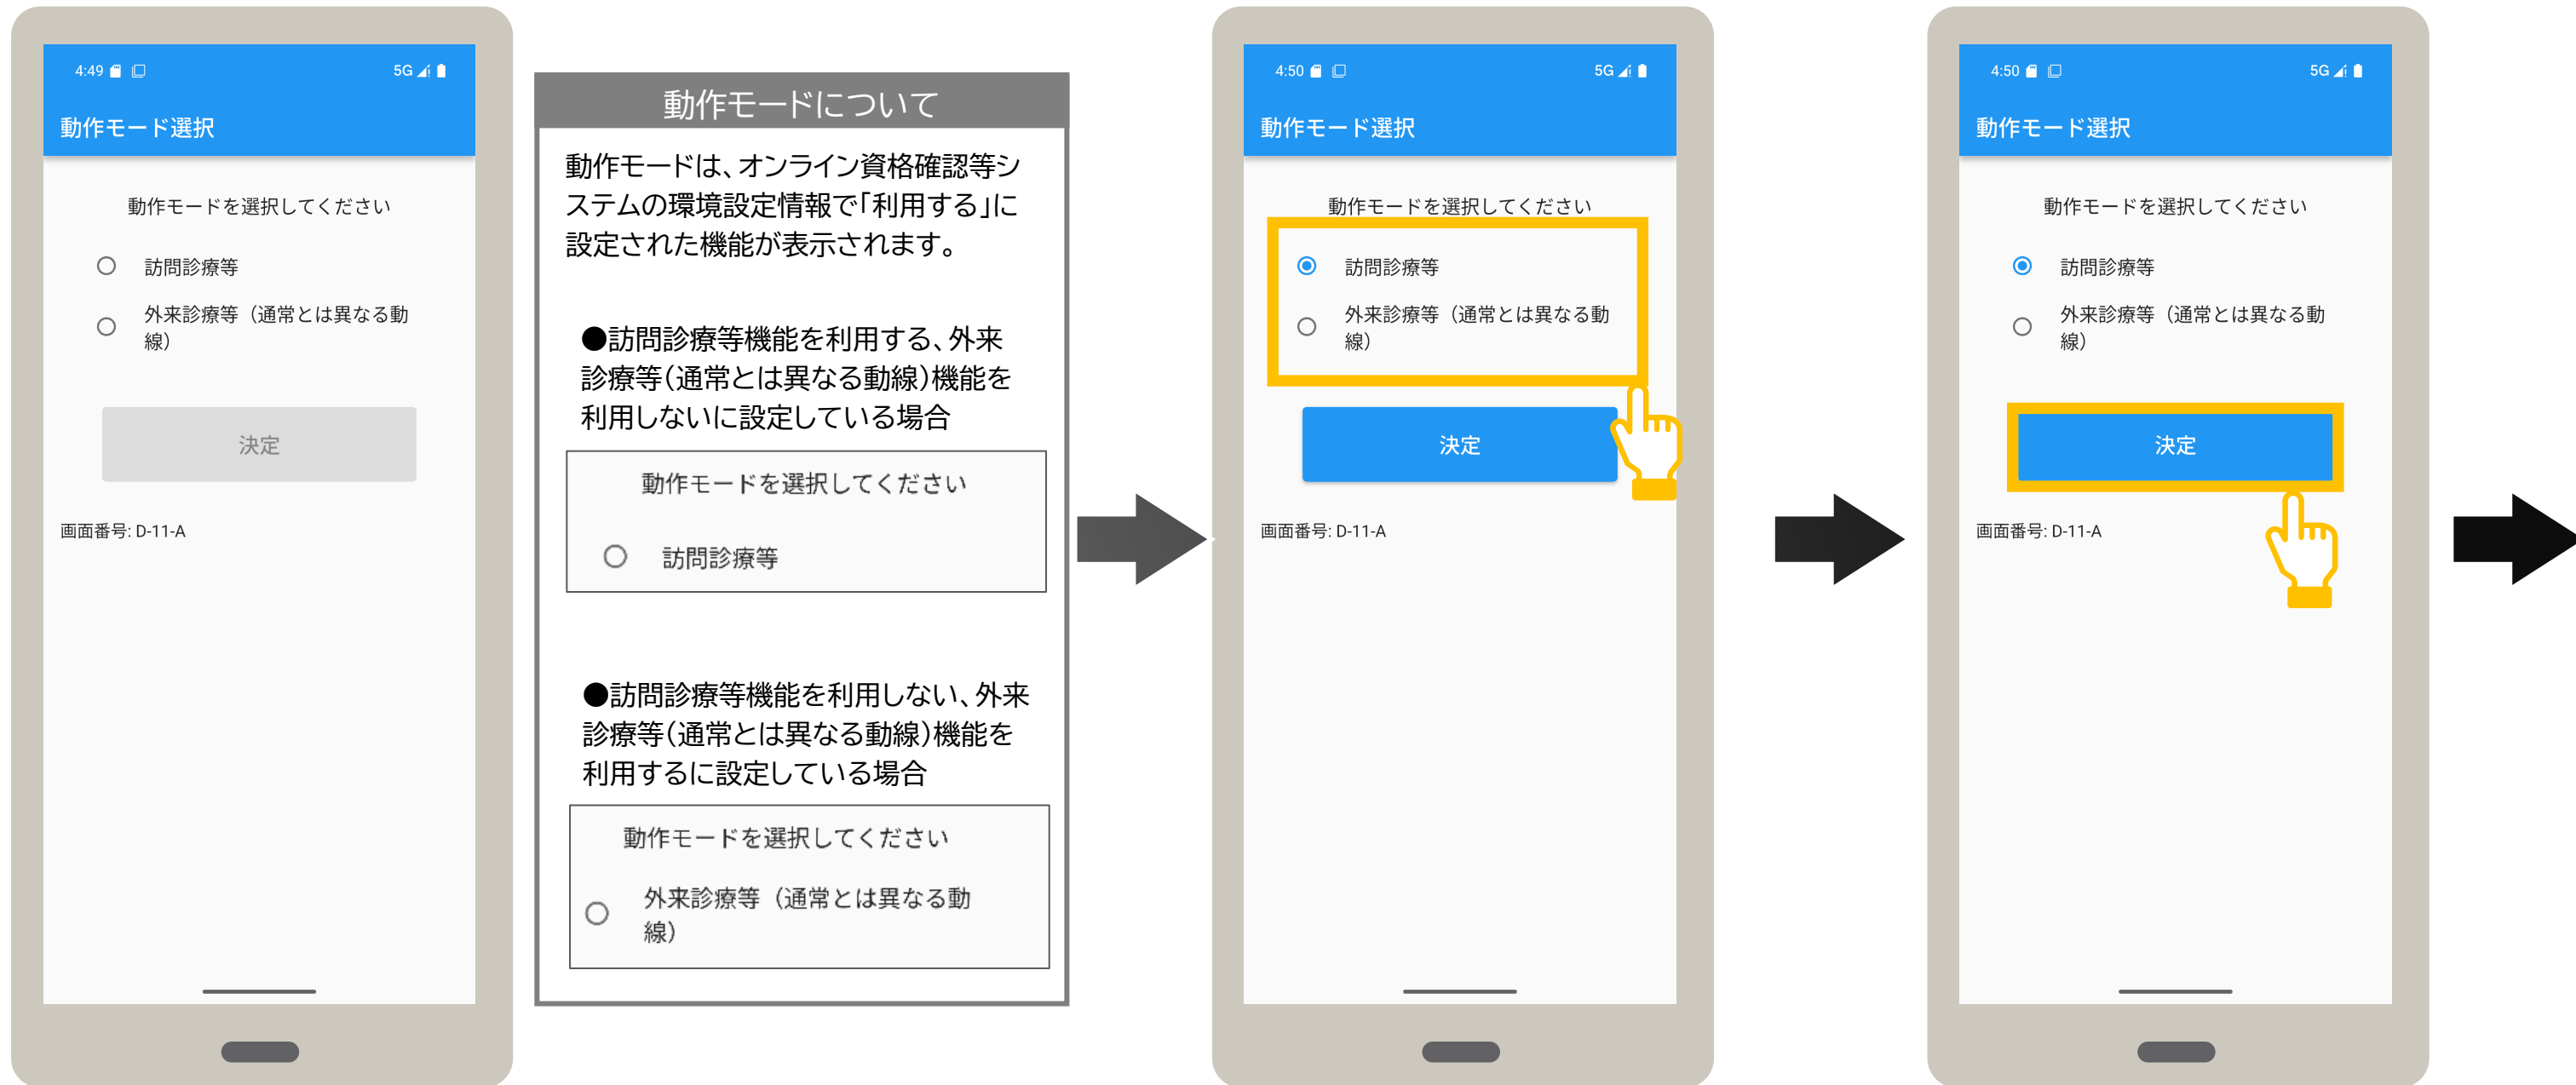 4:49
5G
動作モード選択
動作モードを選択してください
訪問診療等
外来診療等（通常とは異なる動
線）
決定
画面番号: D-11-A
動作モードについて
動作モードは、オンライン資格確認等シ
ステムの環境設定情報で「利用する」に
設定された機能が表示されます。
●訪問診療等機能を利用する、外来
診療等（通常とは異なる動線）機能を
利用しないに設定している場合
動作モードを選択してください
訪問診療等
●訪問診療等機能を利用しない、外来
診療等（通常とは異なる動線）機能を
利用するに設定している場合
動作モードを選択してください
外来診療等（通常とは異なる動
線）
4:50
5G
動作モード選択
動作モードを選択してください
訪問診療等
外来診療等（通常とは異なる動
線）
決定
画面番号: D-11-A
4:50
5G
動作モード選択
動作モードを選択してください
訪問診療等
外来診療等（通常とは異なる動
線）
決定
画面番号: D-11-A